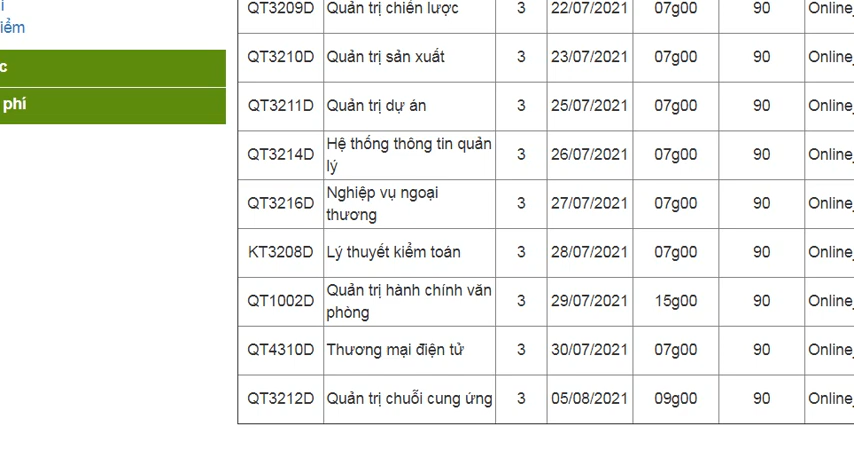 i
iểm
c
phí
QT3209D Quản trị chiến lược 3 22/07/2021 07g00 90 Online
QT3210D Quản trị sản xuất 3 23/07/2021 07g00 90 Online
QT3211D Quản trị dự án 3 25/07/2021 07g00 90 Online
QT3214D Hệ thống thông tin quản 3 26/07/2021 07g00 90 Online
lý
QT3216D Nghiệp vụ ngoại 3 27/07/2021 07g00 90 Online
thương
KT3208D Lý thuyết kiểm toán 3 28/07/2021 07g00 90 Online
QT1002D Quản trị hành chính văn 3 29/07/2021 15g00 90 Online
phòng
QT4310D Thương mại điện tử 3 30/07/2021 07g00 90 Online
QT3212D Quản trị chuỗi cung ứng 3 05/08/2021 09g00 90 Online